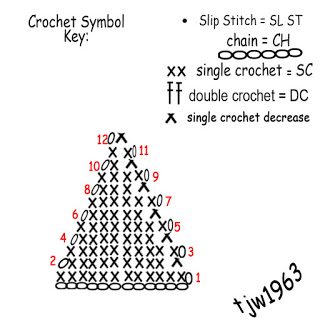 Crochet Symbol
Key:
• Slip Stitch = SL ST
chain = CH
single crochet = SC
double crochet = DC
single crochet decrease
12
11
10
9
8
7
6
5
4
3
2
1
tjw1963